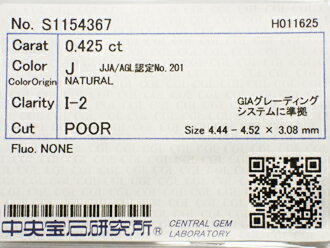 No. S1154367 H011625
Carat 0.425 ct
Color J JJA/AGL認定No.201
ColorOrigin NATURAL
Clarity I-2 GIAグレーディング
システムに準拠
Cut POOR Size 4.44 - 4.52 × 3.08 mm
Fluo. NONE
中央宝石研究所 CENTRAL GEM
LABORATORY